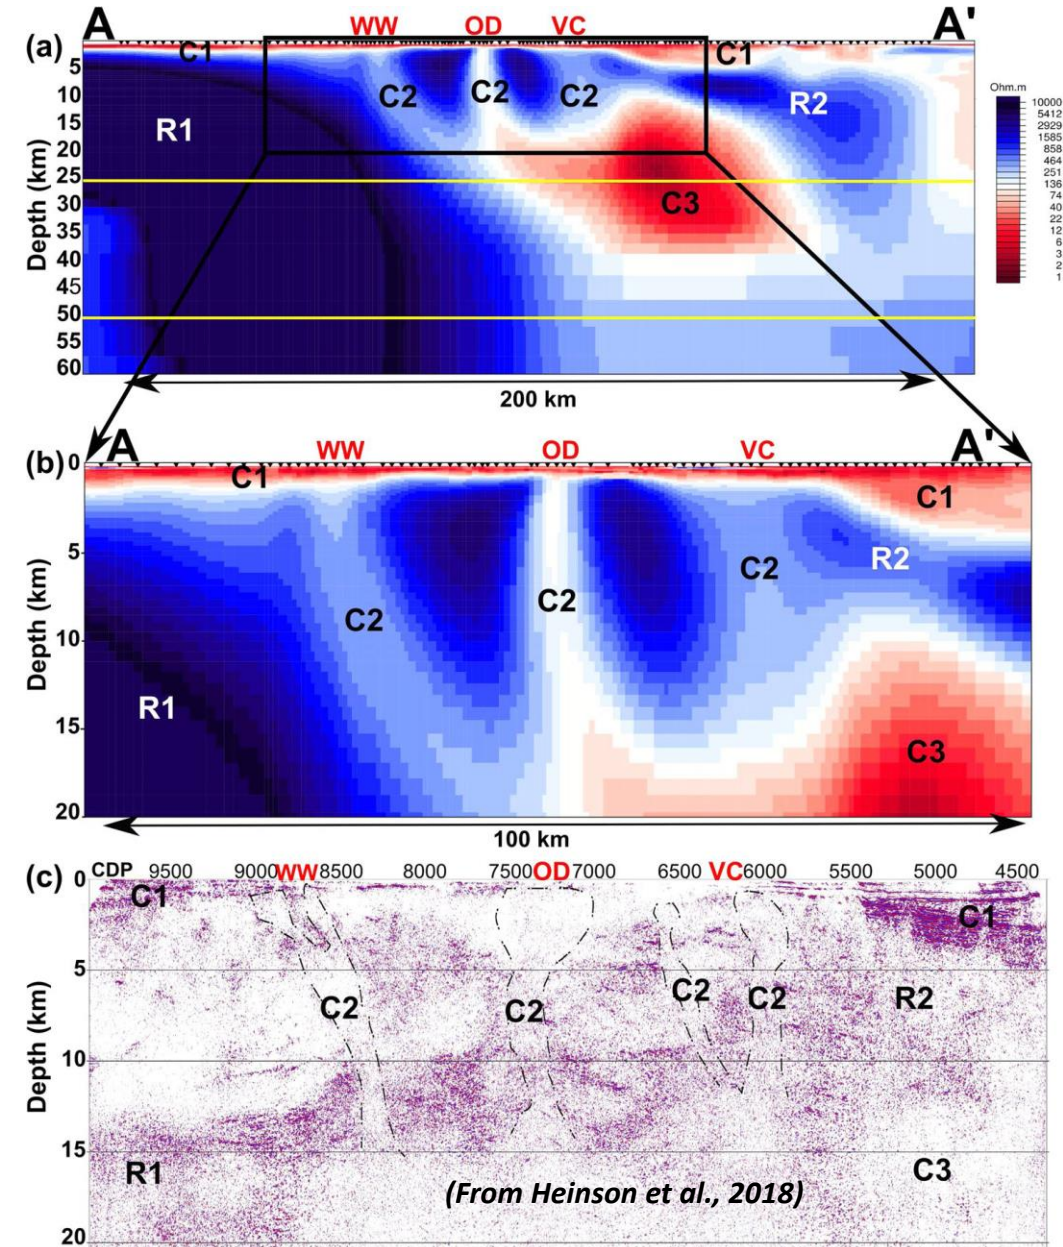 A
A'
(a)
WW
OD
VC
C1
C1
5
10
15
20
25
30
35
40
45
50
55
60
Depth (km)
C2
C2
C2
R1
R2
C3
Ohm.m
10000
5412
2929
1585
858
464
251
136
74
40
22
12
6
3
2
1
200 km
(b)
0
A
A'
WW
OD
VC
C1
C1
5
10
15
20
Depth (km)
C2
C2
C2
R1
R2
C3
100 km
(c)
CDP 9500 9000 WW 8500 8000 7500 OD 7000 6500 VC 6000 5500 5000 4500
0
C1
C1
5
10
15
20
Depth (km)
C2
C2
C2
C2
R2
R1
C3
(From Heinson et al., 2018)